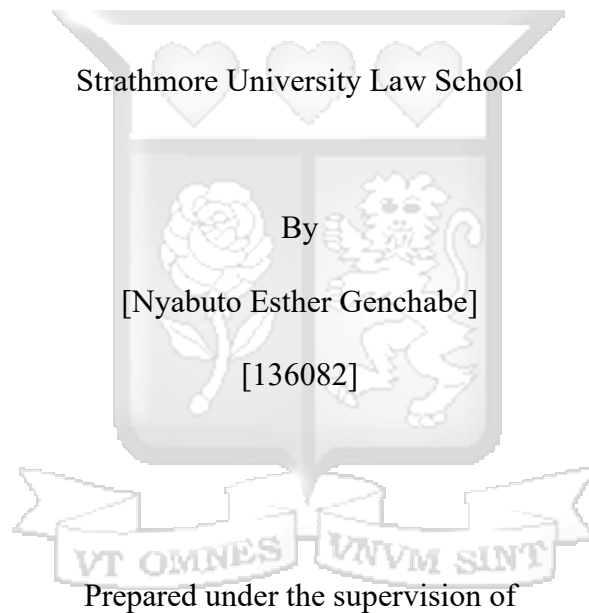 Strathmore University Law School
By
[Nyabuto Esther Genchabe]
[136082]
VT OMNES VNVM SINT
Prepared under the supervision of